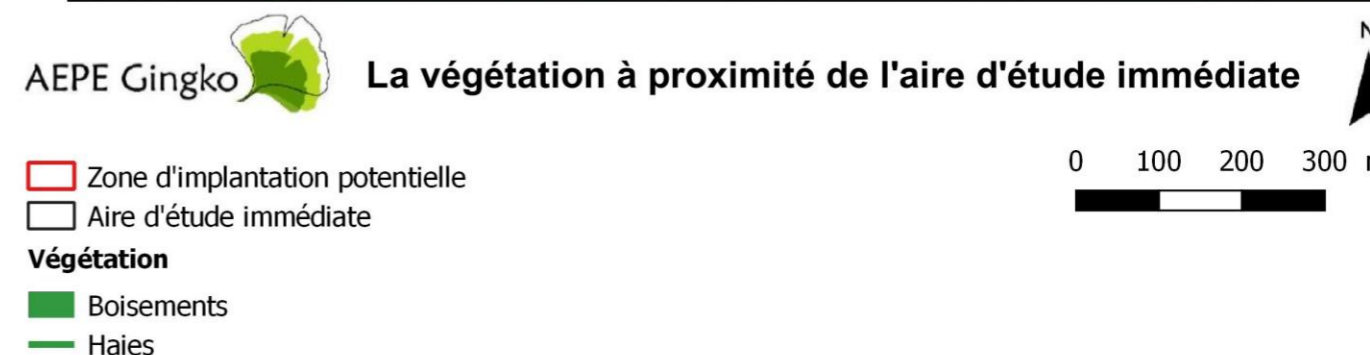 AEPE Gingko
La végétation à proximité de l'aire d'étude immédiate
N
0 100 200 300 m
Zone d'implantation potentielle
Aire d'étude immédiate
Végétation
Boisements
Haies